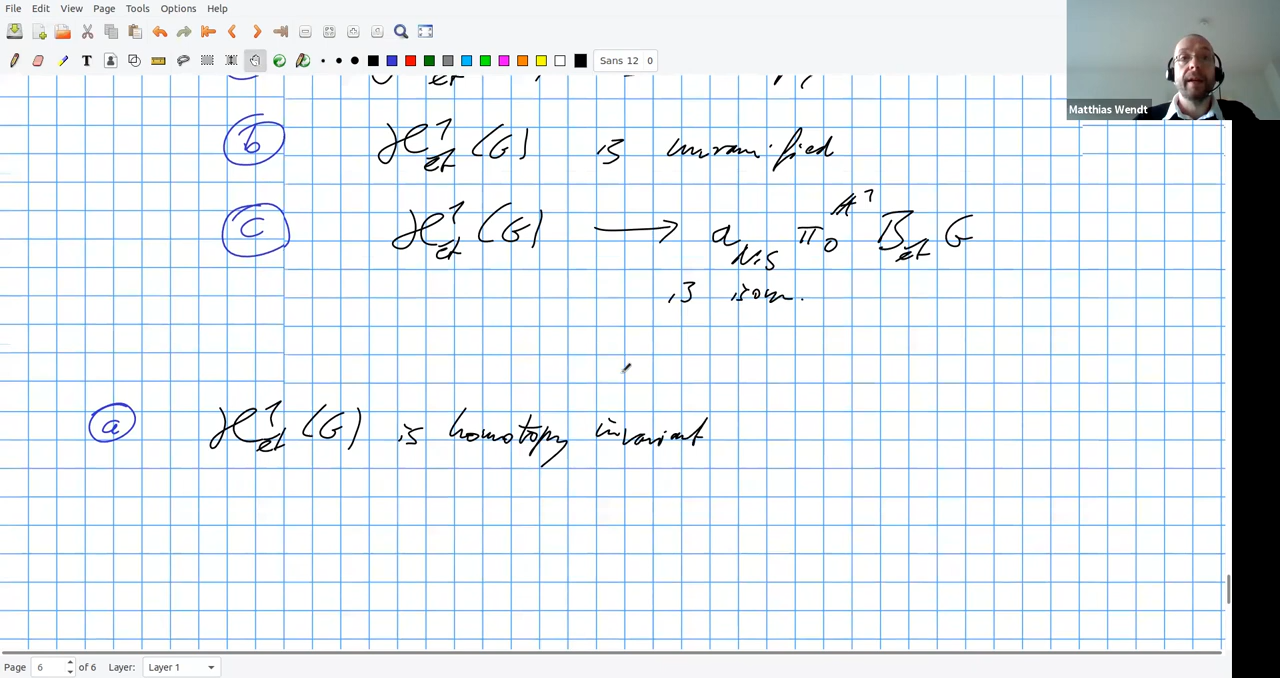 File Edit View Page Tools Options Help
Sans 12 0
Matthias Wendt
b ℋ¹ét (G) is unramified
c ℋ¹ét (G) → a_Nis π₀^𝔸¹ B_ét G
is isom.
a ℋ¹ét (G) is homotopy invariant
Page 6 of 6 Layer: Layer 1